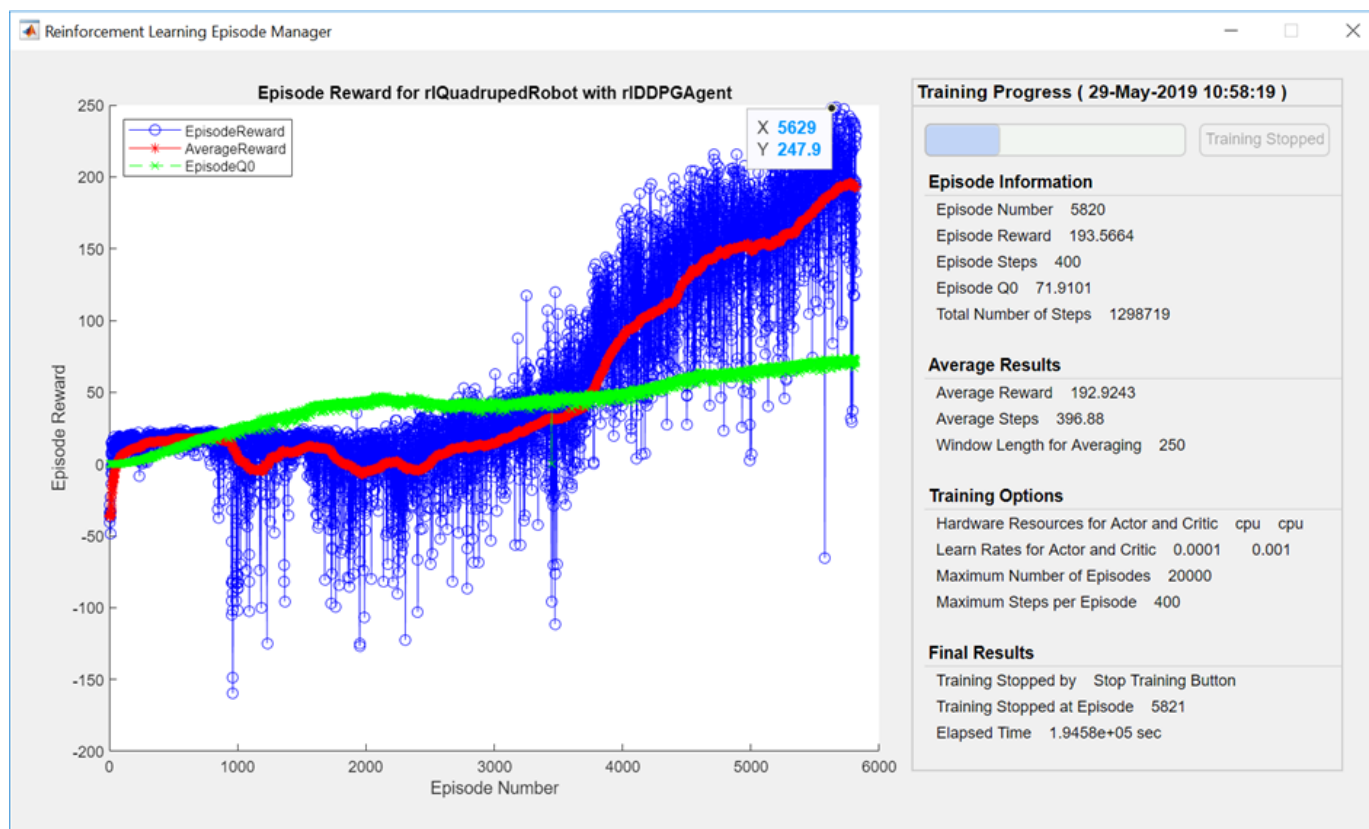 Reinforcement Learning Episode Manager
Episode Reward for rlQuadrupedRobot with rlDDPGAgent
EpisodeReward
AverageReward
EpisodeQ0
X 5629
Y 247.9
250
200
150
100
50
0
-50
-100
-150
-200
Episode Reward
0 1000 2000 3000 4000 5000 6000
Episode Number
Training Progress ( 29-May-2019 10:58:19 )
Training Stopped
Episode Information
Episode Number 5820
Episode Reward 193.5664
Episode Steps 400
Episode Q0 71.9101
Total Number of Steps 1298719
Average Results
Average Reward 192.9243
Average Steps 396.88
Window Length for Averaging 250
Training Options
Hardware Resources for Actor and Critic cpu cpu
Learn Rates for Actor and Critic 0.0001 0.001
Maximum Number of Episodes 20000
Maximum Steps per Episode 400
Final Results
Training Stopped by Stop Training Button
Training Stopped at Episode 5821
Elapsed Time 1.9458e+05 sec